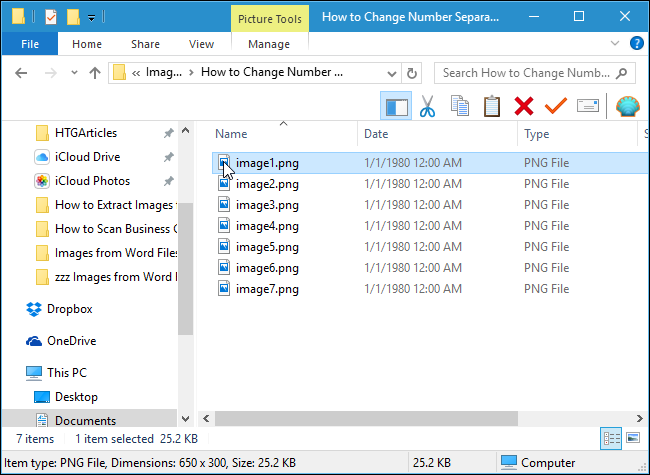 Picture Tools
How to Change Number Separa...
File
Home
Share
View
Manage
?
« Imag... > How to Change Number ...
Search How to Change Numb...
Name
Date
Type
S
HTGArticles
iCloud Drive
iCloud Photos
How to Extract Images
How to Scan Business C
Images from Word Files
zzz Images from Word Files
Dropbox
OneDrive
This PC
Desktop
Documents
image1.png 1/1/1980 12:00 AM PNG File
image2.png 1/1/1980 12:00 AM PNG File
image3.png 1/1/1980 12:00 AM PNG File
image4.png 1/1/1980 12:00 AM PNG File
image5.png 1/1/1980 12:00 AM PNG File
image6.png 1/1/1980 12:00 AM PNG File
image7.png 1/1/1980 12:00 AM PNG File
7 items 1 item selected 25.2 KB
Item type: PNG File, Dimensions: 650 x 300, Size: 25.2 KB 25.2 KB Computer